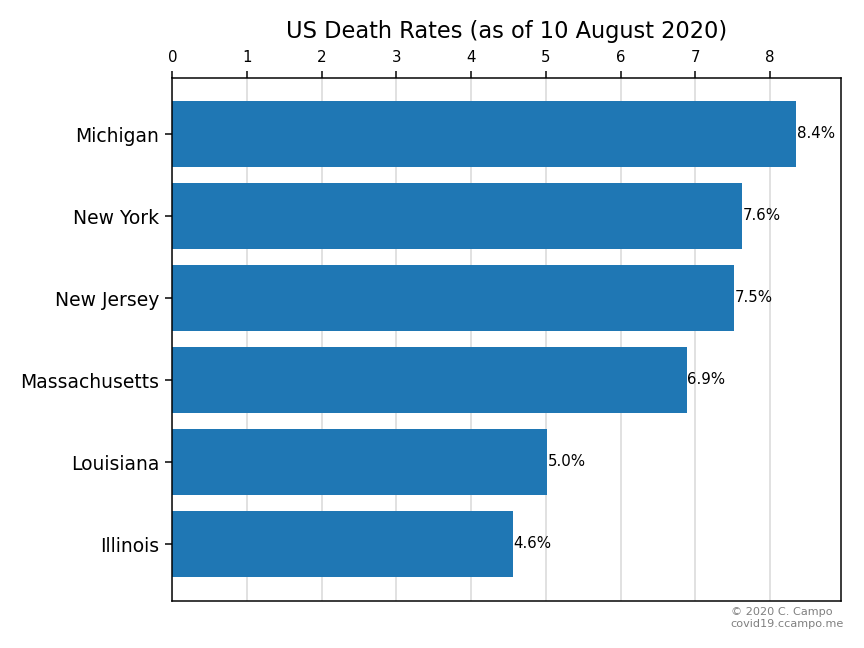 US Death Rates (as of 10 August 2020)
0 1 2 3 4 5 6 7 8
Michigan 8.4%
New York 7.6%
New Jersey 7.5%
Massachusetts 6.9%
Louisiana 5.0%
Illinois 4.6%
© 2020 C. Campo
covid19.ccampo.me